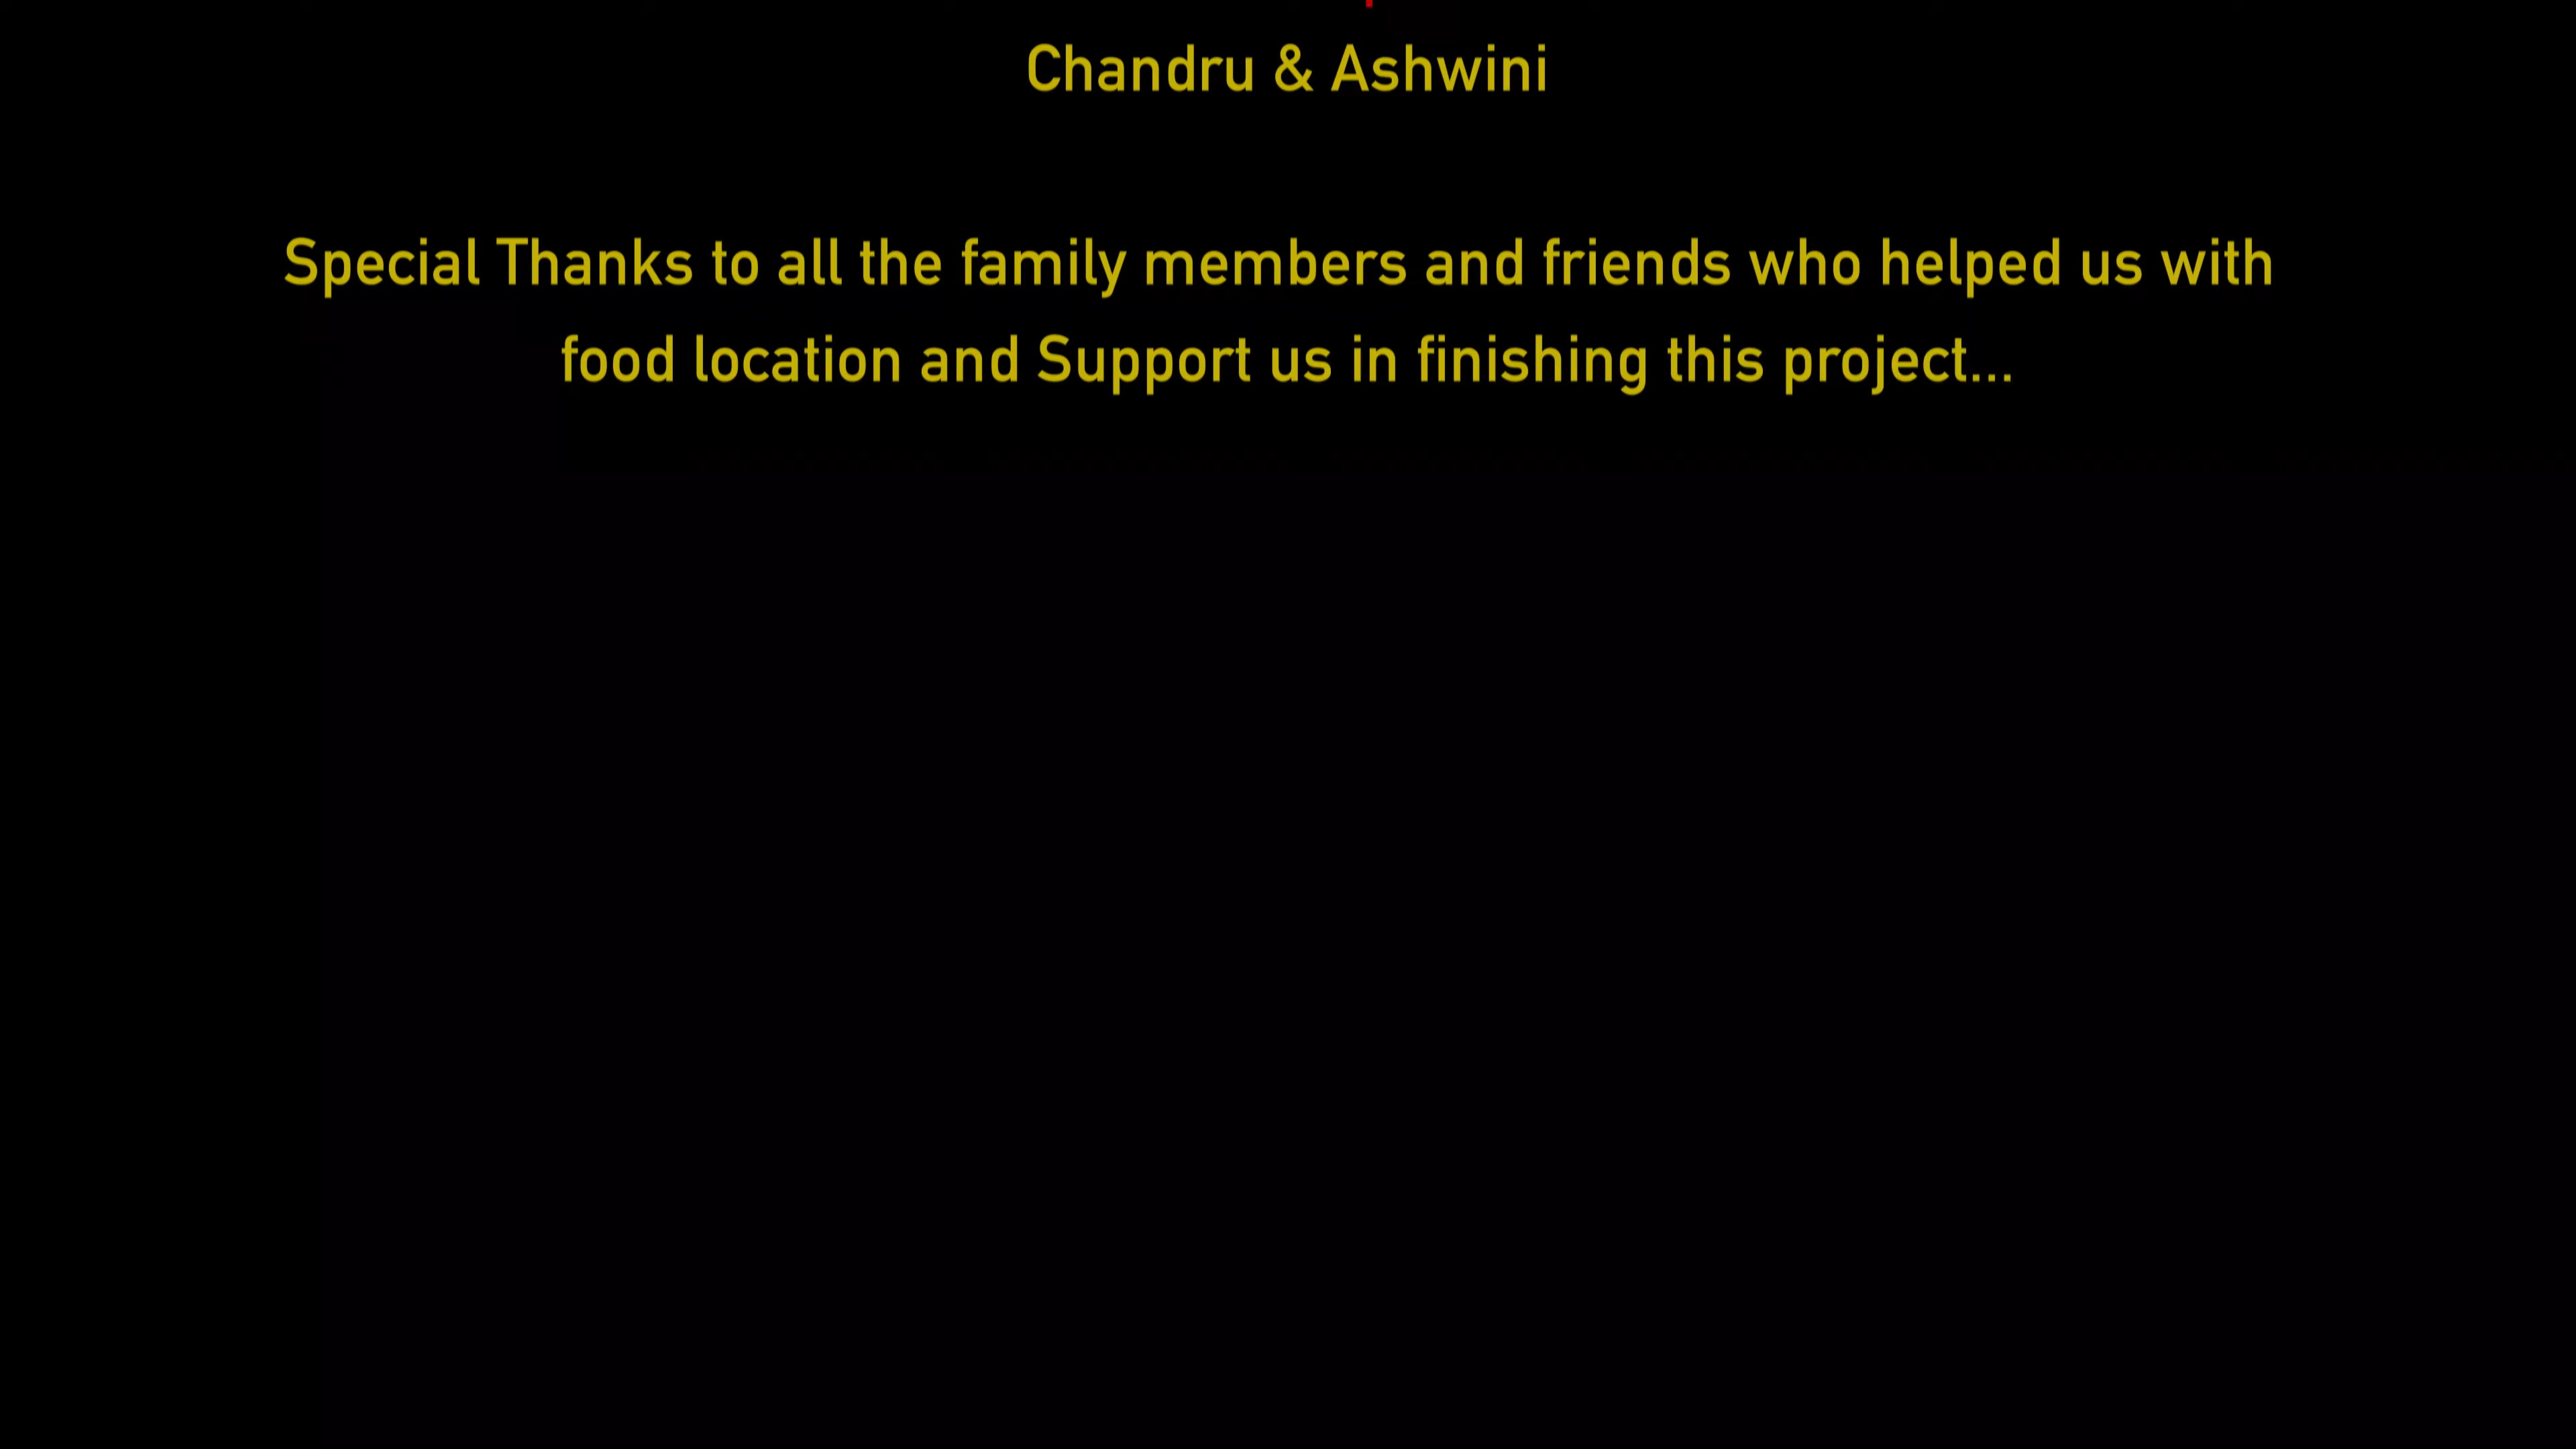 Chandru & Ashwini
Special Thanks to all the family members and friends who helped us with
food location and Support us in finishing this project...